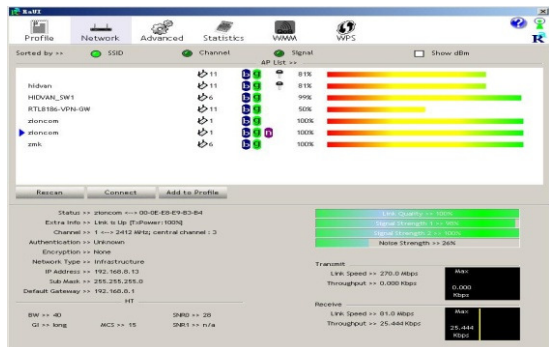 RaUI
Profile Network Advanced Statistics WMM WPS
Sorted by >> SSID Channel Signal Show dBm
AP List >>
11 b g 81%
hidvan 11 b g 81%
HIDVAN_SW1 6 b g 99%
RTL8186-VPN-GW 11 b g 50%
zioncom 1 b g 100%
zioncom 1 b g n 100%
zmk 6 b g 100%
Rescan Connect Add to Profile
Status >> zioncom <--> 00-0E-E8-E9-B3-B4
Extra Info >> Link is Up [TxPower:100%]
Channel >> 1 <--> 2412 MHz; central channel : 3
Authentication >> Unknown
Encryption >> None
Network Type >> Infrastructure
IP Address >> 192.168.8.13
Sub Mask >> 255.255.255.0
Default Gateway >> 192.168.8.1
HT
BW >> 40 SNR0 >> 28
GI >> long MCS >> 15 SNR1 >> n/a
Link Quality >> 100%
Signal Strength 1 >> 98%
Signal Strength 2 >> 100%
Noise Strength >> 26%
Transmit
Link Speed >> 270.0 Mbps Max
Throughput >> 0.000 Kbps
0.000
Kbps
Receive
Link Speed >> 81.0 Mbps Max
Throughput >> 25.444 Kbps
25.444
Kbps